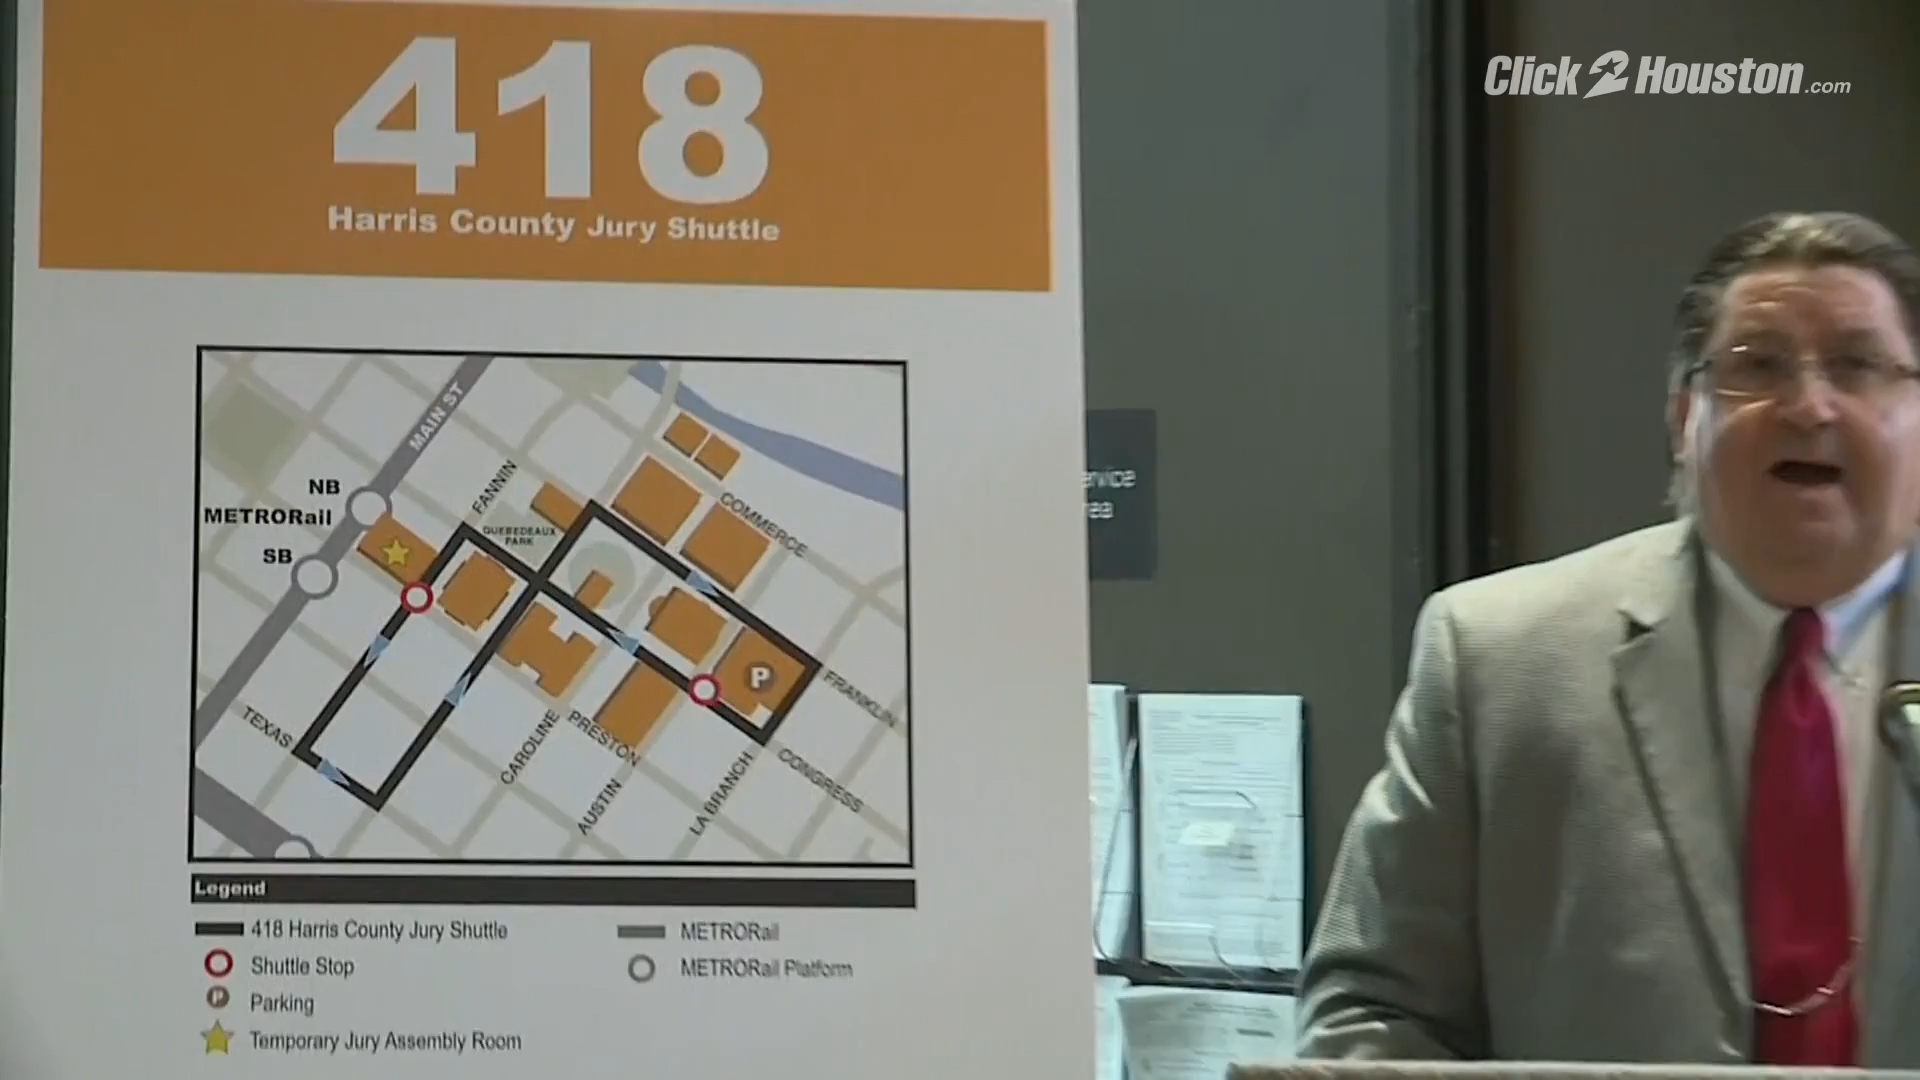 Click2Houston.com
418
Harris County Jury Shuttle
MAIN ST
FANNIN
NB
METRORail
SB
QUEBEDEAUX
PARK
COMMERCE
FRANKLIN
TEXAS
CAROLINE
PRESTON
AUSTIN
LA BRANCH
CONGRESS
P
Legend
418 Harris County Jury Shuttle
METRORail
Shuttle Stop
METRORail Platform
P
Parking
Temporary Jury Assembly Room